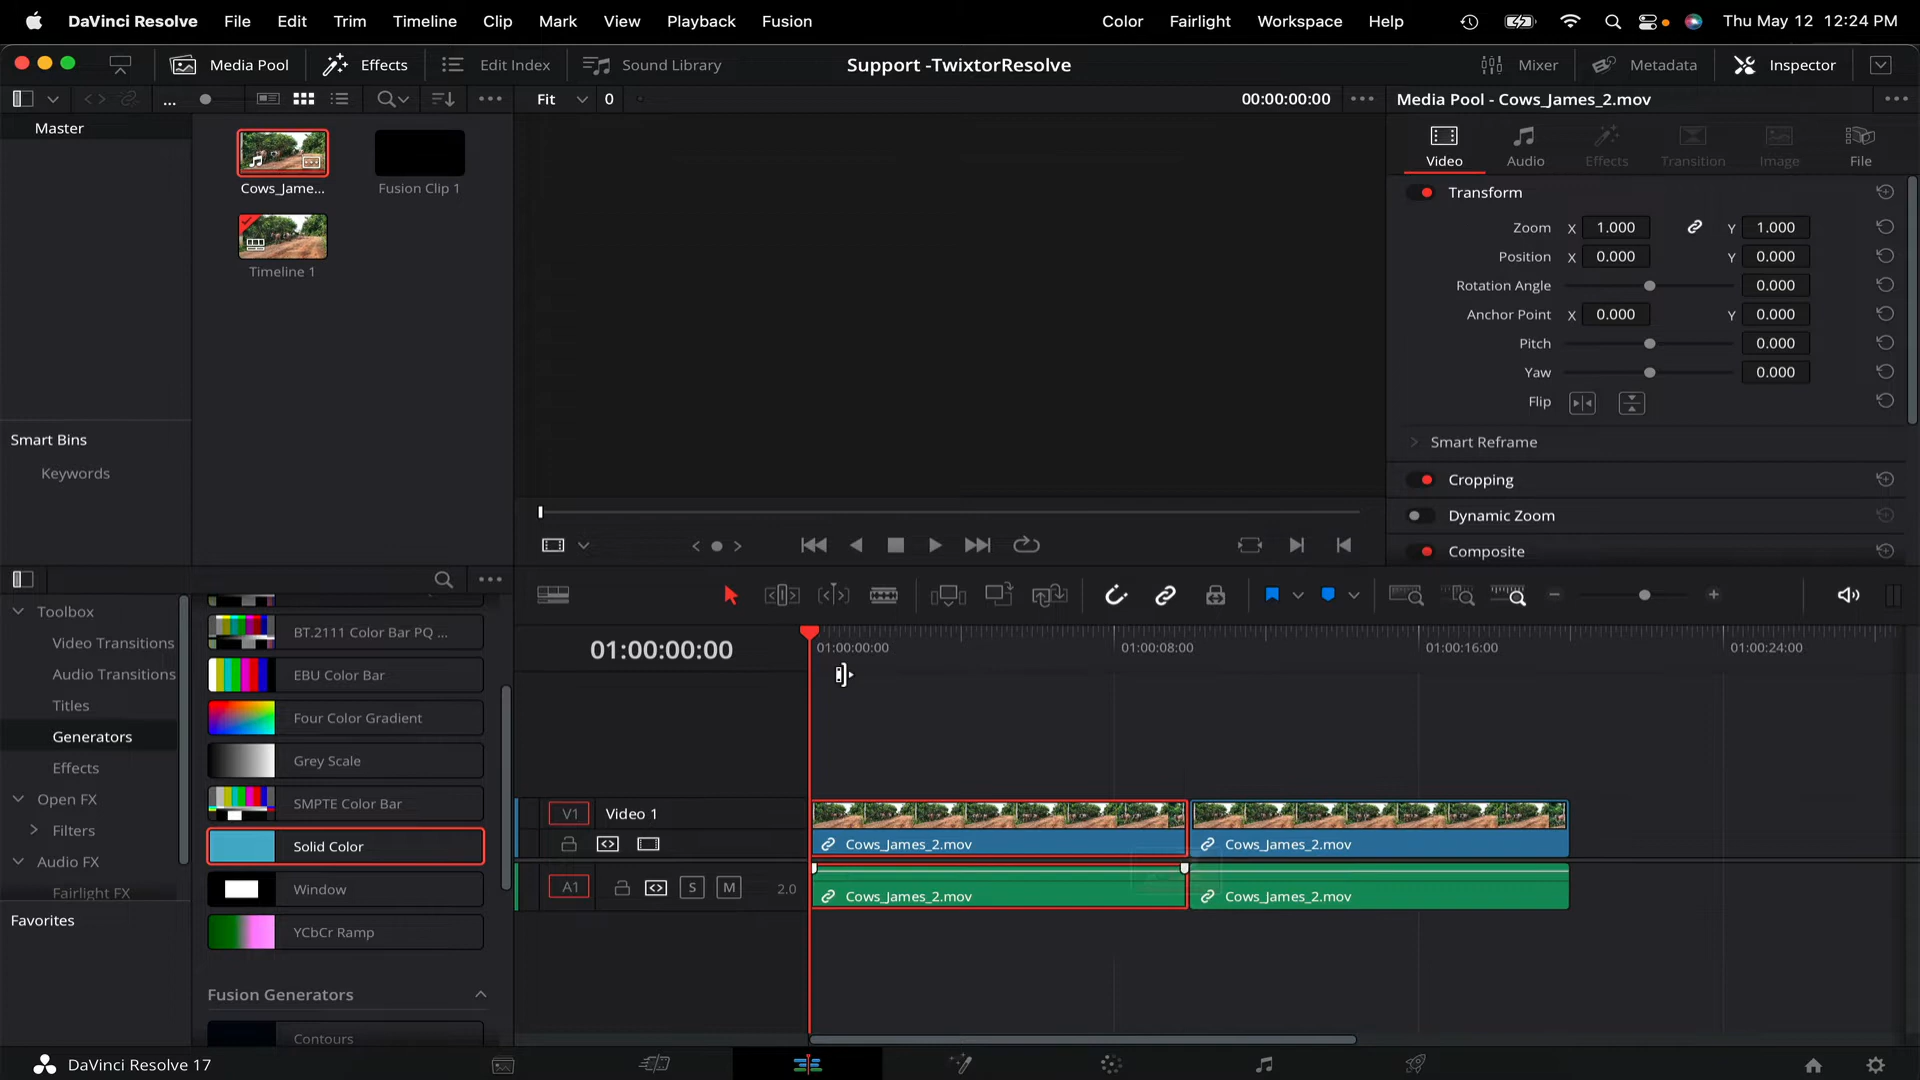 DaVinci Resolve File Edit Trim Timeline Clip Mark View Playback Fusion Color Fairlight Workspace Help Thu May 12 12:24 PM
Media Pool Effects Edit Index Sound Library Support -TwixtorResolve Mixer Metadata Inspector
... Fit 0 00:00:00:00 Media Pool - Cows_James_2.mov
Master
Cows_Jame...
Fusion Clip 1
Timeline 1
Smart Bins
Keywords
Video Audio Effects Transition Image File
Transform
Zoom X 1.000 Y 1.000
Position X 0.000 Y 0.000
Rotation Angle 0.000
Anchor Point X 0.000 Y 0.000
Pitch 0.000
Yaw 0.000
Flip
Smart Reframe
Cropping
Dynamic Zoom
Composite
Toolbox
Video Transitions
Audio Transitions
Titles
Generators
Effects
Open FX
Filters
Audio FX
Fairlight FX
Favorites
BT.2111 Color Bar PQ ...
EBU Color Bar
Four Color Gradient
Grey Scale
SMPTE Color Bar
Solid Color
Window
YCbCr Ramp
Fusion Generators
Contours
01:00:00:00
01:00:00:00 01:00:08:00 01:00:16:00 01:00:24:00
V1 Video 1
Cows_James_2.mov Cows_James_2.mov
A1 S M 2.0
Cows_James_2.mov Cows_James_2.mov
DaVinci Resolve 17